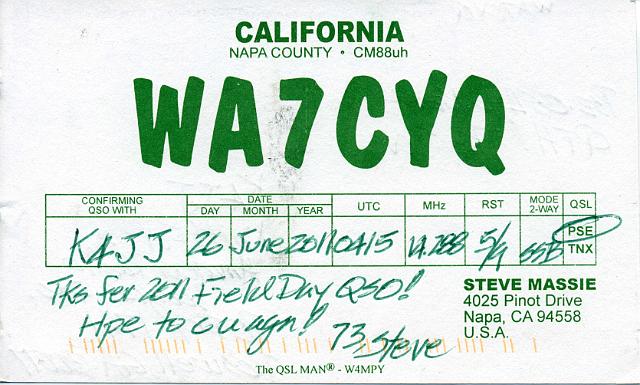 CALIFORNIA
NAPA COUNTY • CM88uh
WA7CYQ
CONFIRMING QSO WITH DATE DAY MONTH YEAR UTC MHz RST MODE 2-WAY QSL
K4JJ 26 June 2011 0415 14.288 5/9 SSB PSE TNX
Tks fer 2011 Field Day QSO!
Hpe to cu agn! 73 Steve
STEVE MASSIE
4025 Pinot Drive
Napa, CA 94558
U.S.A.
The QSL MAN® - W4MPY